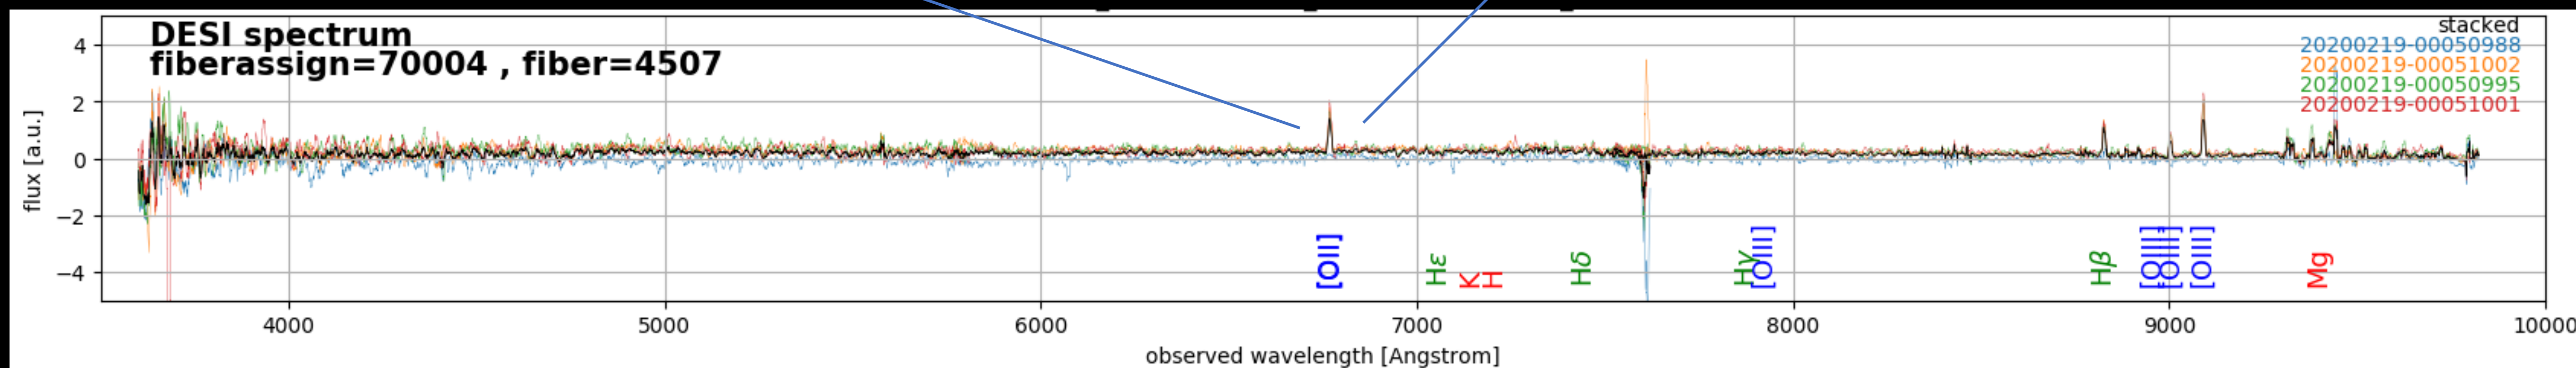 DESI spectrum
fiberassign=70004 , fiber=4507
stacked
20200219-00050988
20200219-00051002
20200219-00050995
20200219-00051001
flux [a.u.]
4
2
0
−2
−4
[OII]
Hε
K
H
Hδ
Hγ
[OIII]
Hβ
[OIII]
[OIII]
[OIII]
Mg
4000 5000 6000 7000 8000 9000 10000
observed wavelength [Angstrom]